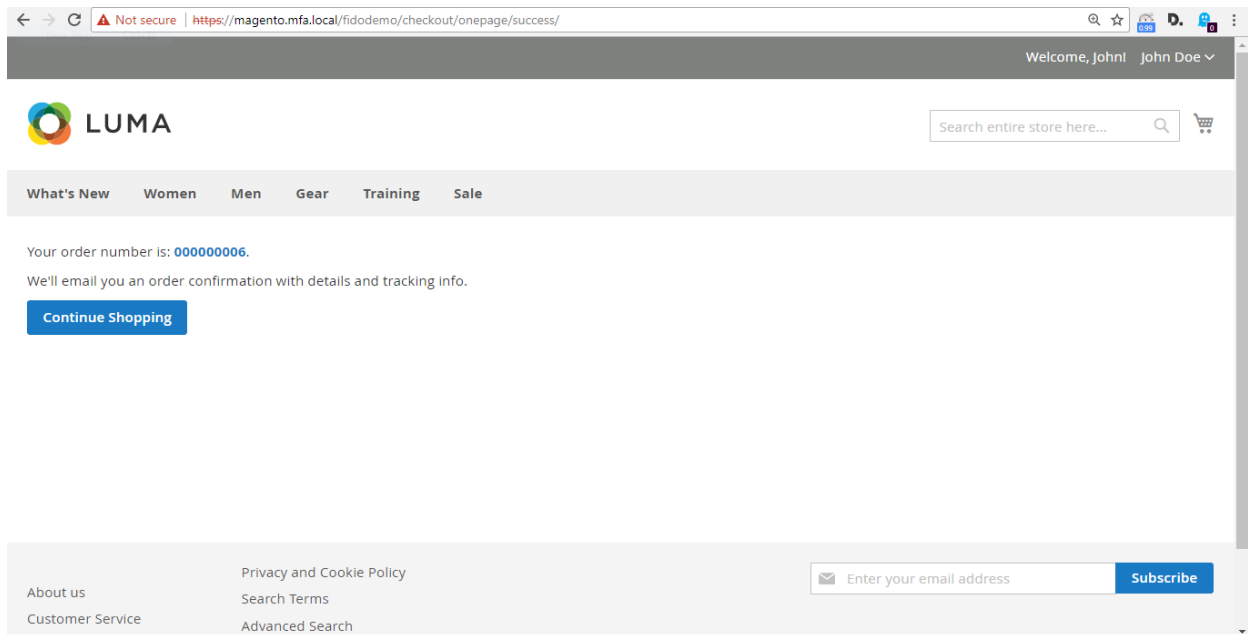 Not secure https://magento.mfa.local/fidodemo/checkout/onepage/success/
0.99 D. 0
Welcome, John! John Doe
LUMA
Search entire store here...
What's New Women Men Gear Training Sale
Your order number is: 000000006.
We'll email you an order confirmation with details and tracking info.
Continue Shopping
About us
Customer Service
Privacy and Cookie Policy
Search Terms
Advanced Search
Enter your email address Subscribe